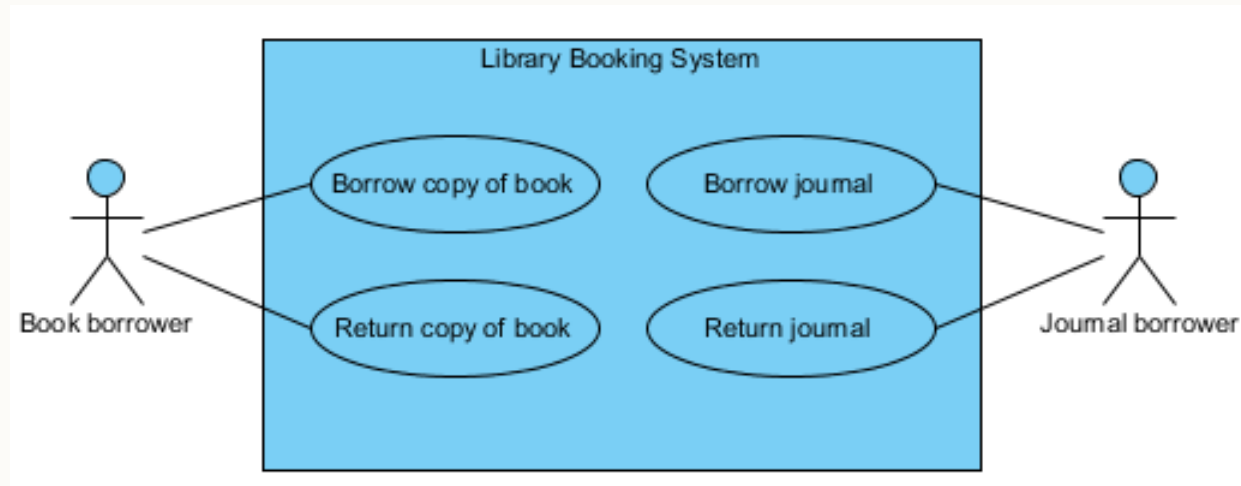 Library Booking System
Borrow copy of book
Borrow journal
Book borrower
Return copy of book
Return journal
Journal borrower